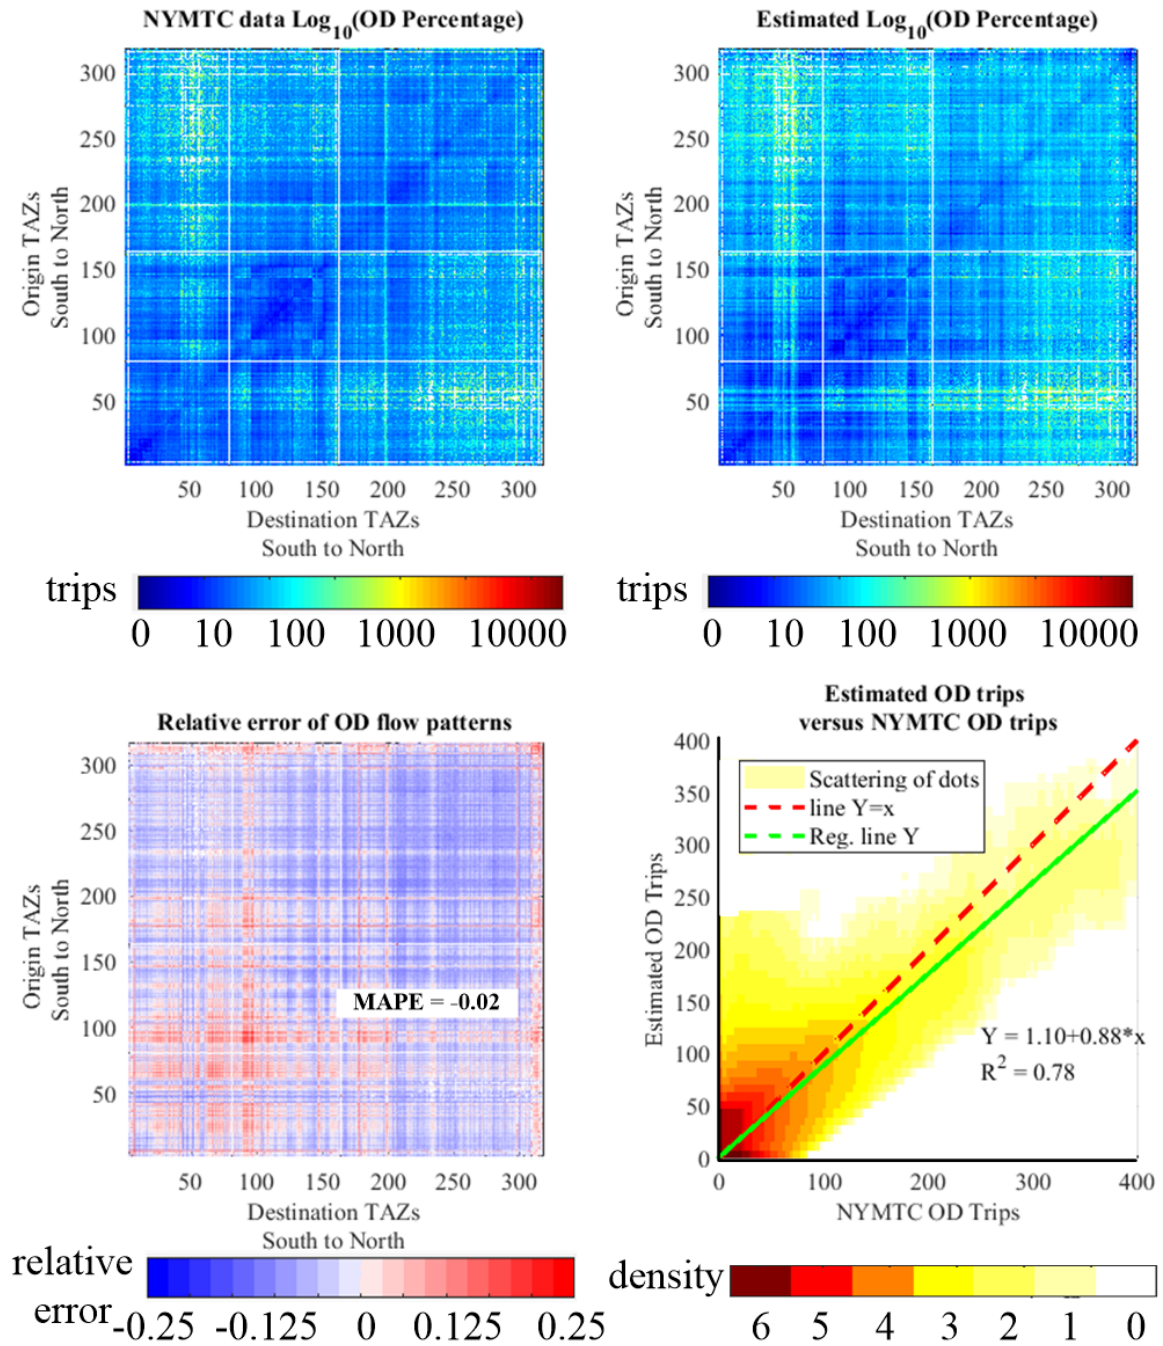 NYMTC data Log10(OD Percentage)
300
250
200
150
100
50
Origin TAZs
South to North
50 100 150 200 250 300
Destination TAZs
South to North
trips
0 10 100 1000 10000
Estimated Log10(OD Percentage)
300
250
200
150
100
50
Origin TAZs
South to North
50 100 150 200 250 300
Destination TAZs
South to North
trips
0 10 100 1000 10000
Relative error of OD flow patterns
300
250
200
150
100
50
Origin TAZs
South to North
MAPE = -0.02
50 100 150 200 250 300
Destination TAZs
South to North
relative
error
-0.25 -0.125 0 0.125 0.25
Estimated OD trips
versus NYMTC OD trips
400
350
300
250
200
150
100
50
0
Estimated OD Trips
Scattering of dots
line Y=x
Reg. line Y
Y = 1.10+0.88*x
R2 = 0.78
0 100 200 300 400
NYMTC OD Trips
density
6 5 4 3 2 1 0